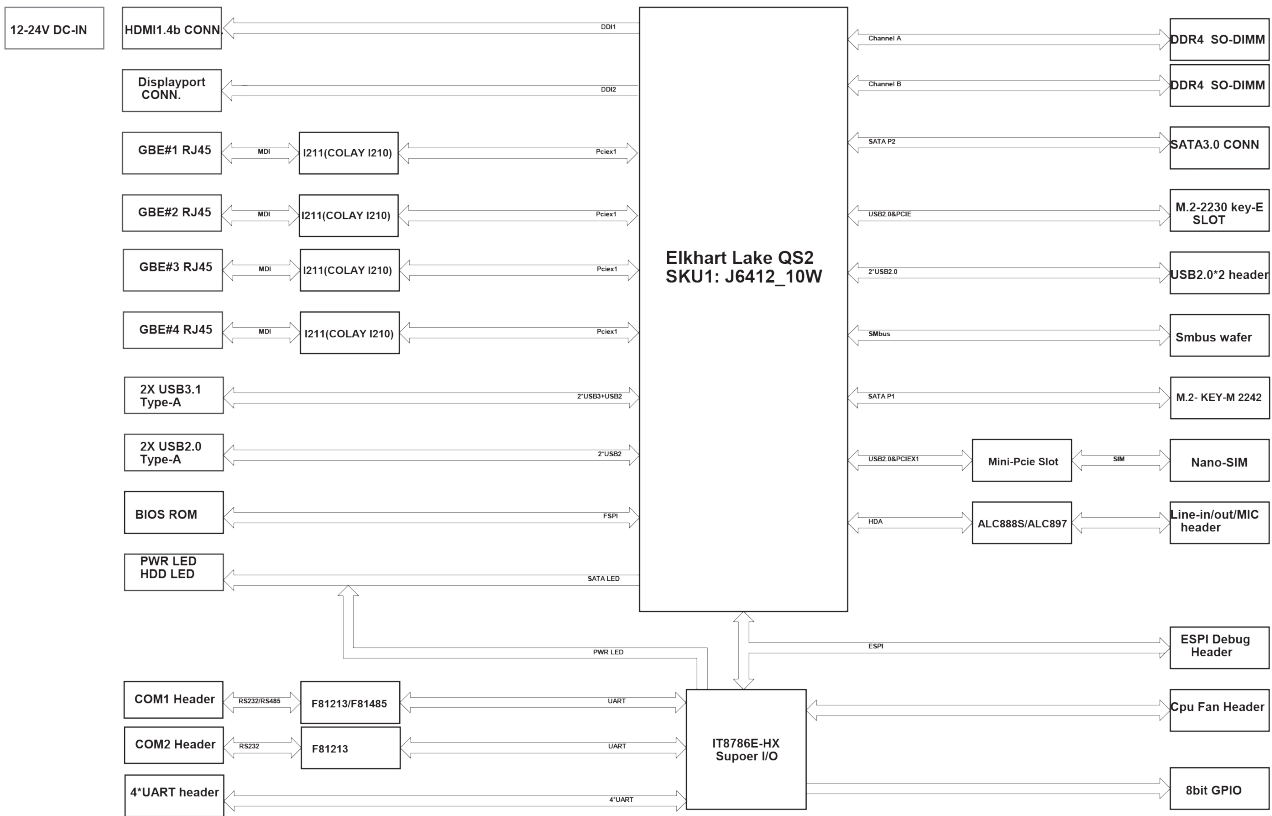 12-24V DC-IN
HDMI1.4b CONN.
DDI1
Channel A
DDR4 SO-DIMM
Displayport
CONN.
DDI2
Channel B
DDR4 SO-DIMM
GBE#1 RJ45
MDI
I211(COLAY I210)
Pciex1
SATA P2
SATA3.0 CONN
GBE#2 RJ45
MDI
I211(COLAY I210)
Pciex1
USB2.0&PCIE
M.2-2230 key-E
SLOT
Elkhart Lake QS2
SKU1: J6412_10W
GBE#3 RJ45
MDI
I211(COLAY I210)
Pciex1
2*USB2.0
USB2.0*2 header
GBE#4 RJ45
MDI
I211(COLAY I210)
Pciex1
SMbus
Smbus wafer
2X USB3.1
Type-A
2*USB3+USB2
SATA P1
M.2- KEY-M 2242
2X USB2.0
Type-A
2*USB2
USB2.0&PCIEX1
Mini-Pcie Slot
SIM
Nano-SIM
BIOS ROM
FSPI
HDA
ALC888S/ALC897
Line-in/out/MIC
header
PWR LED
HDD LED
SATA LED
PWR LED
ESPI
ESPI Debug
Header
COM1 Header
RS232/RS485
F81213/F81485
UART
Cpu Fan Header
COM2 Header
RS232
F81213
UART
IT8786E-HX
Supoer I/O
4*UART header
4*UART
8bit GPIO